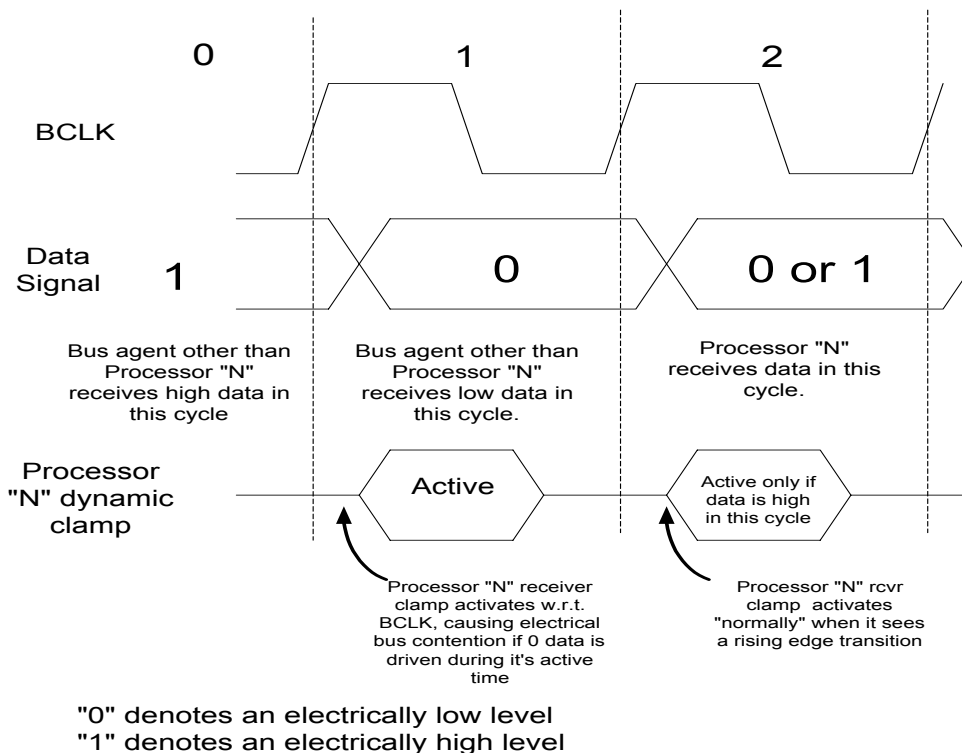 0
1
2
BCLK
Data
Signal
1
0
0 or 1
Bus agent other than
Processor "N"
receives high data in
this cycle
Bus agent other than
Processor "N"
receives low data in
this cycle.
Processor "N"
receives data in this
cycle.
Processor
"N" dynamic
clamp
Active
Active only if
data is high
in this cycle
Processor "N" receiver
clamp activates w.r.t.
BCLK, causing electrical
bus contention if 0 data is
driven during it's active
time
Processor "N" rcvr
clamp activates
"normally" when it sees
a rising edge transition
"0" denotes an electrically low level
"1" denotes an electrically high level